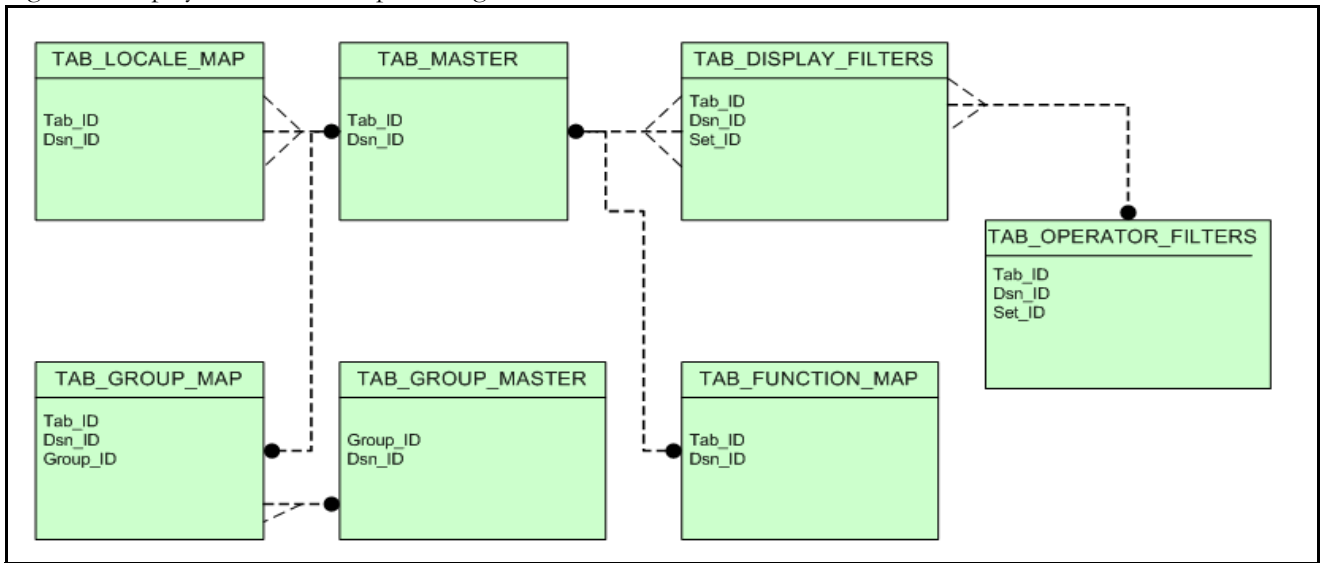 TAB_LOCALE_MAP
Tab_ID
Dsn_ID
TAB_MASTER
Tab_ID
Dsn_ID
TAB_DISPLAY_FILTERS
Tab_ID
Dsn_ID
Set_ID
TAB_OPERATOR_FILTERS
Tab_ID
Dsn_ID
Set_ID
TAB_GROUP_MAP
Tab_ID
Dsn_ID
Group_ID
TAB_GROUP_MASTER
Group_ID
Dsn_ID
TAB_FUNCTION_MAP
Tab_ID
Dsn_ID